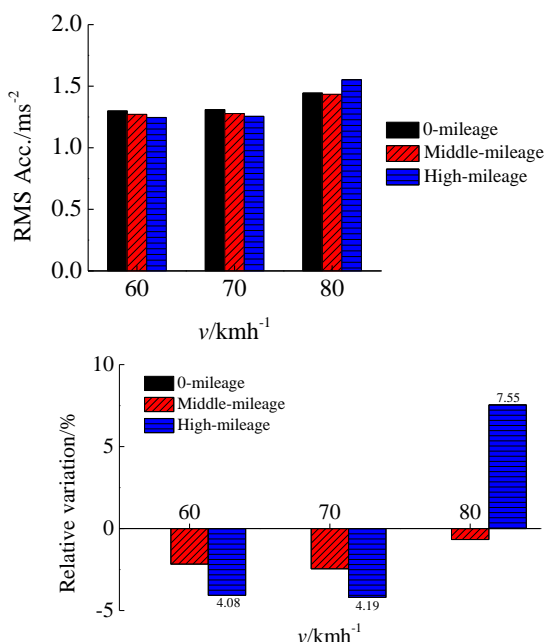 2.0
1.5
1.0
0.5
0.0
RMS Acc./ms-2
0-mileage
Middle-mileage
High-mileage
60 70 80
v/kmh-1
10
5
0
-5
Relative variation/%
0-mileage
Middle-mileage
High-mileage
7.55
60 70 80
4.08 4.19
v/kmh-1